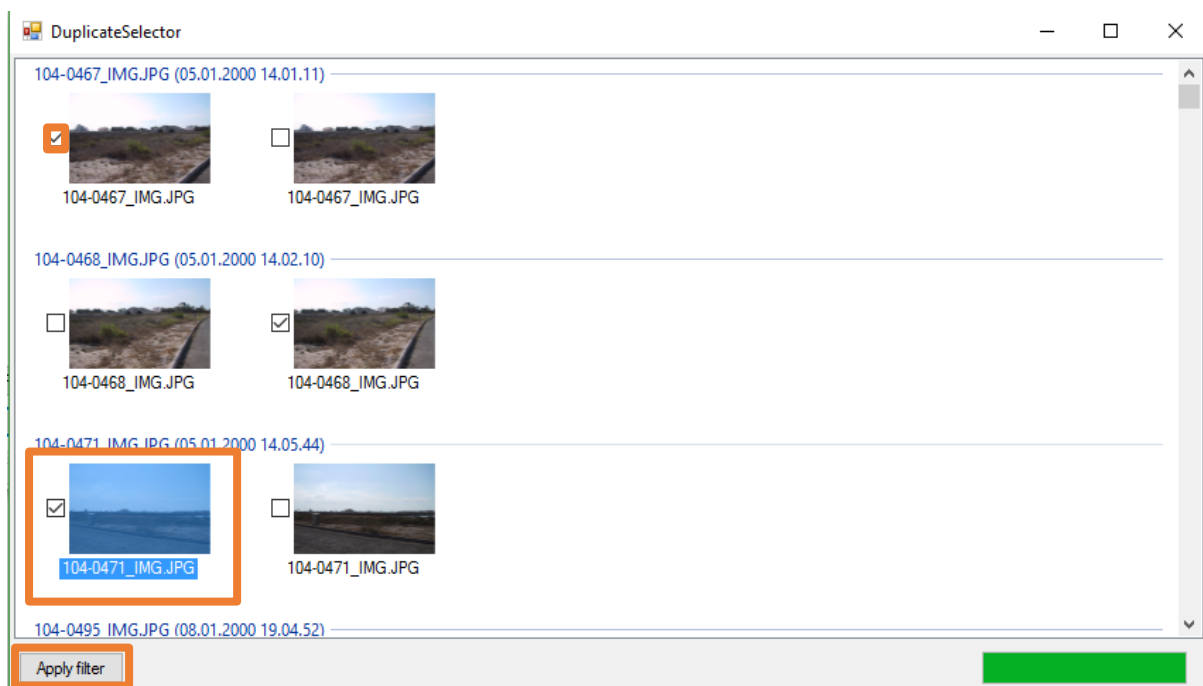 DuplicateSelector
104-0467_IMG.JPG (05.01.2000 14.01.11)
104-0467_IMG.JPG 104-0467_IMG.JPG
104-0468_IMG.JPG (05.01.2000 14.02.10)
104-0468_IMG.JPG 104-0468_IMG.JPG
104-0471_IMG.JPG (05.01.2000 14.05.44)
104-0471_IMG.JPG 104-0471_IMG.JPG
104-0495_IMG.JPG (08.01.2000 19.04.52)
Apply filter